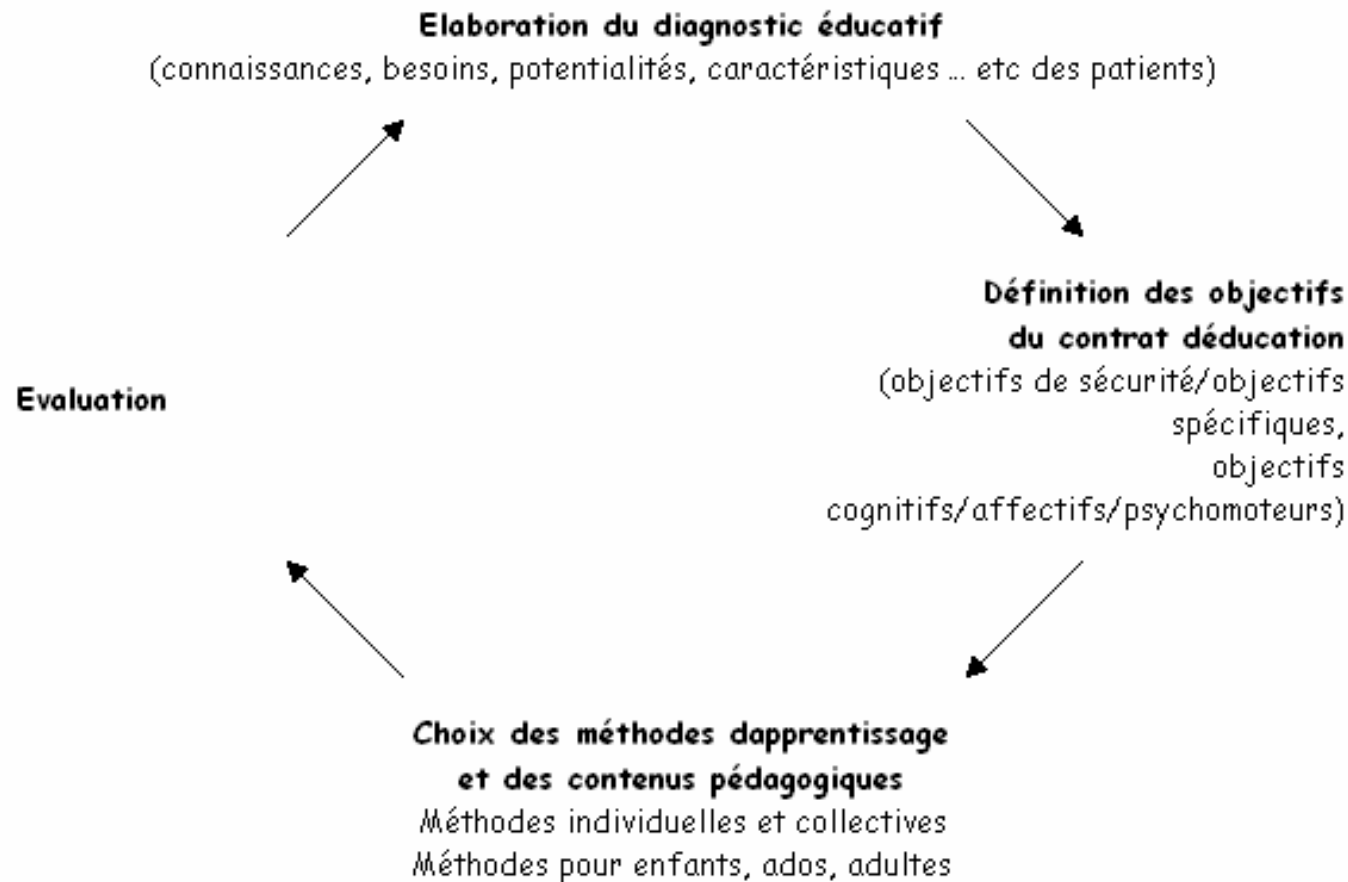 Elaboration du diagnostic éducatif
(connaissances, besoins, potentialités, caractéristiques ... etc des patients)
Définition des objectifs
du contrat déducation
(objectifs de sécurité/objectifs
spécifiques,
objectifs
cognitifs/affectifs/psychomoteurs)
Evaluation
Choix des méthodes dapprentissage
et des contenus pédagogiques
Méthodes individuelles et collectives
Méthodes pour enfants, ados, adultes